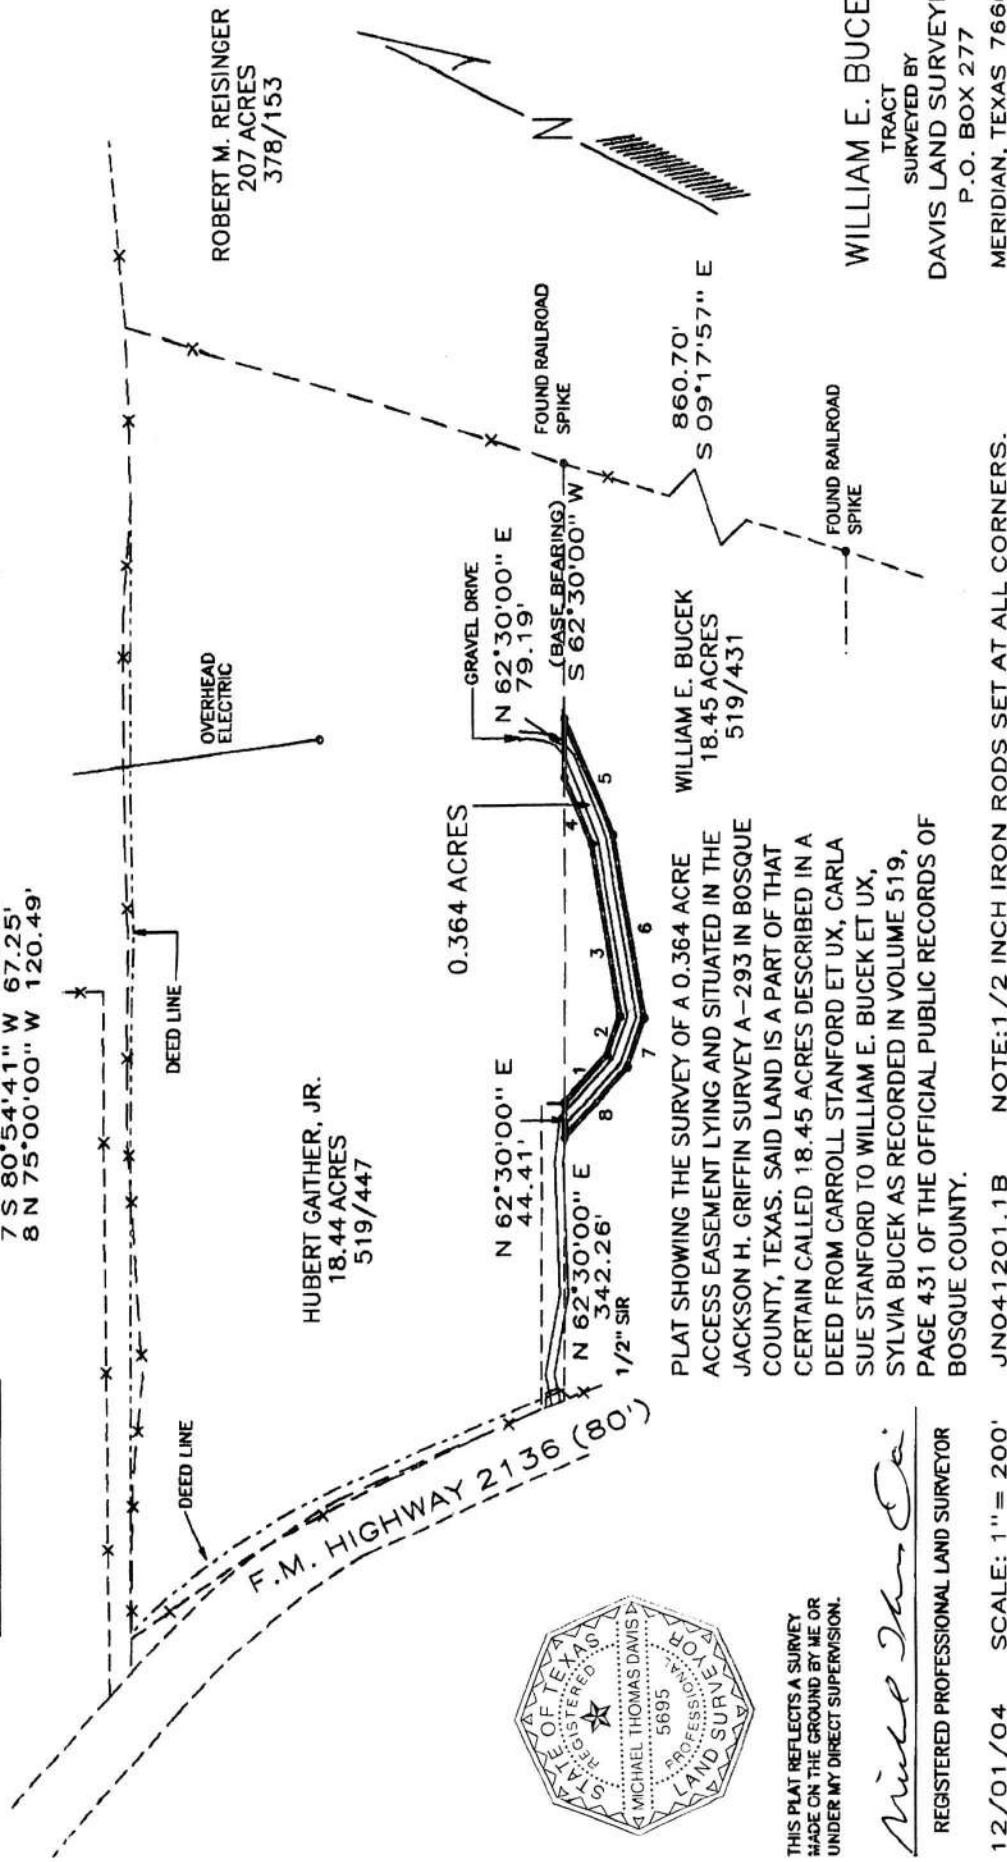 7 S 80°54'41" W 67.25'
8 N 75°00'00" W 120.49'
ROBERT M. REISINGER
207 ACRES
378/153
OVERHEAD
ELECTRIC
DEED LINE
DEED LINE
HUBERT GAITHER, JR.
18.44 ACRES
519/447
F.M. HIGHWAY 2136 (80')
0.364 ACRES
GRAVEL DRIVE
N 62°30'00" E
79.19'
(BASE BEARING)
S 62°30'00" W
FOUND RAILROAD
SPIKE
N 62°30'00" E
44.41'
N 62°30'00" E
342.26'
1/2" SIR
1
2
3
4
5
6
7
8
860.70'
S 09°17'57" E
FOUND RAILROAD
SPIKE
N
WILLIAM E. BUCEK
18.45 ACRES
519/431
PLAT SHOWING THE SURVEY OF A 0.364 ACRE
ACCESS EASEMENT LYING AND SITUATED IN THE
JACKSON H. GRIFFIN SURVEY A-293 IN BOSQUE
COUNTY, TEXAS. SAID LAND IS A PART OF THAT
CERTAIN CALLED 18.45 ACRES DESCRIBED IN A
DEED FROM CARROLL STANFORD ET UX, CARLA
SUE STANFORD TO WILLIAM E. BUCEK ET UX,
SYLVIA BUCEK AS RECORDED IN VOLUME 519,
PAGE 431 OF THE OFFICIAL PUBLIC RECORDS OF
BOSQUE COUNTY.
STATE OF TEXAS
REGISTERED
MICHAEL THOMAS DAVIS
5695
PROFESSIONAL
LAND SURVEYOR
THIS PLAT REFLECTS A SURVEY
MADE ON THE GROUND BY ME OR
UNDER MY DIRECT SUPERVISION.
REGISTERED PROFESSIONAL LAND SURVEYOR
WILLIAM E. BUCE
TRACT
SURVEYED BY
DAVIS LAND SURVEYI
P.O. BOX 277
MERIDIAN, TEXAS 766
12/01/04 SCALE: 1"= 200' JN041201.1B NOTE:1/2 INCH IRON RODS SET AT ALL CORNERS.